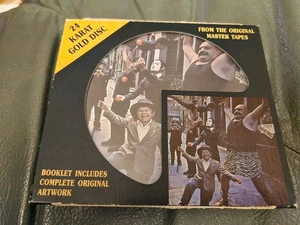 24
KARAT
GOLD DISC
FROM THE ORIGINAL
MASTER TAPES
BOOKLET INCLUDES
COMPLETE ORIGINAL
ARTWORK